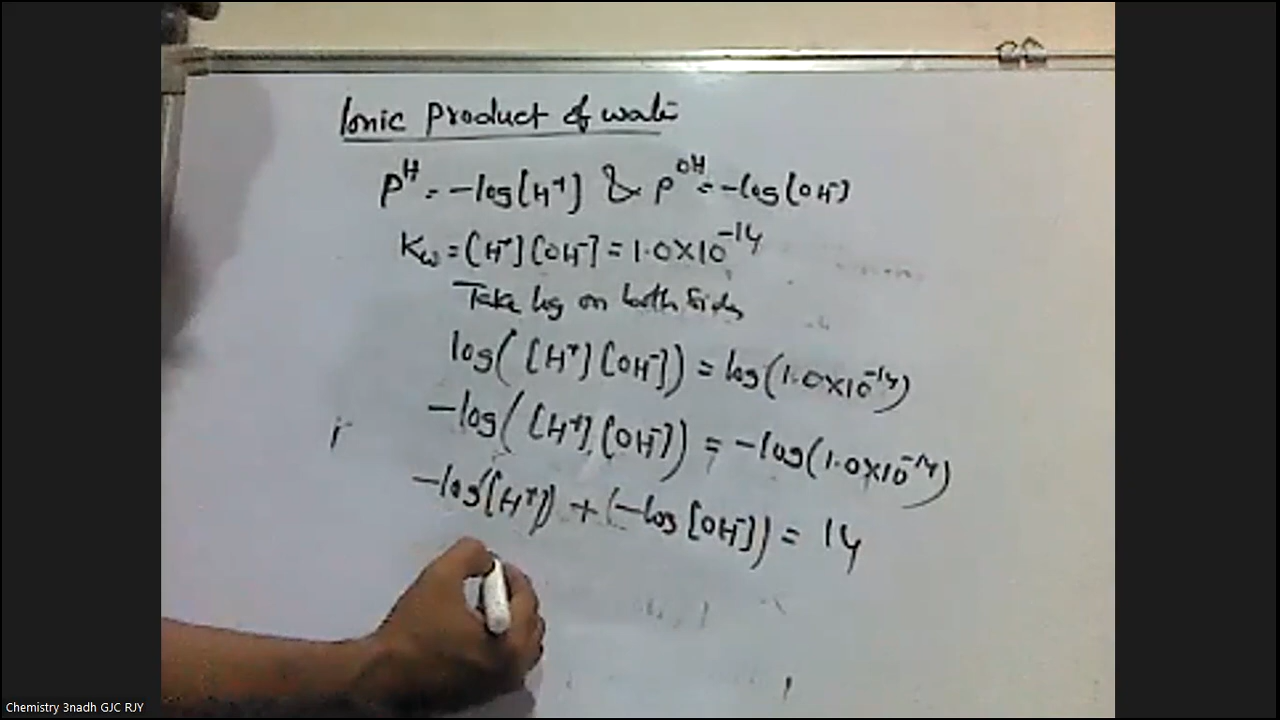 Ionic Product of wate
P^H = -log[H+] & P^OH = -log[OH-]
Kw = [H+][OH-] = 1.0×10^-14
Take log on both sides
log([H+][OH-]) = log(1.0×10^-14)
-log([H+][OH-]) = -log(1.0×10^-14)
-log([H+]) + (-log[OH-]) = 14
Chemistry 3nadh GJC RJY